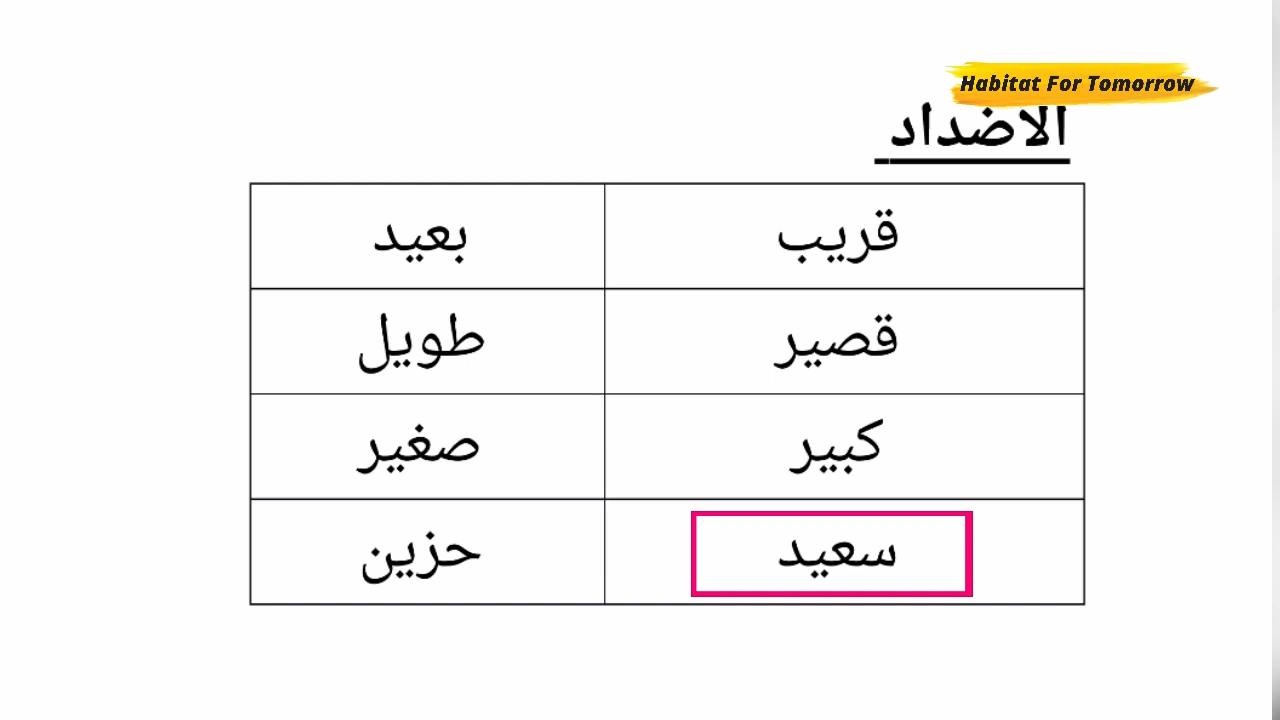 Habitat For Tomorrow
الاضداد
قريب بعيد
قصير طويل
كبير صغير
سعيد حزين